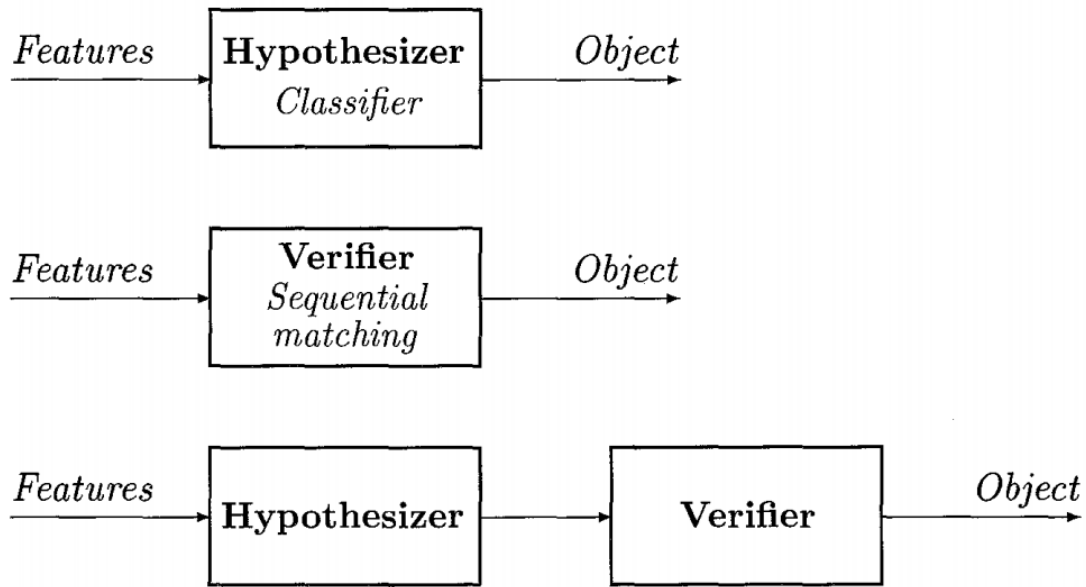 Features
Hypothesizer
Classifier
Object
Features
Verifier
Sequential
matching
Object
Features
Hypothesizer
Verifier
Object